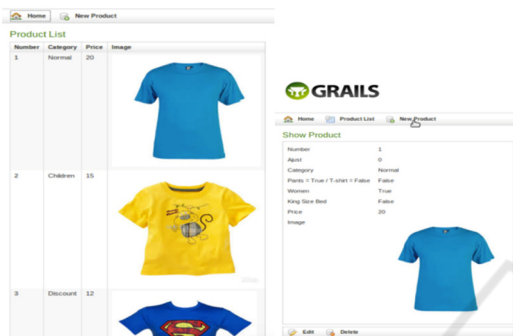 Home New Product
Product List
Number Category Price Image
1 Normal 20
2 Children 15
3 Discount 12
GRAILS
Home Product List New Product
Show Product
Number 1
Ajust 0
Category Normal
Pants = True / T-shirt = False False
Women True
King Size Bed False
Price 20
Image
Edit Delete